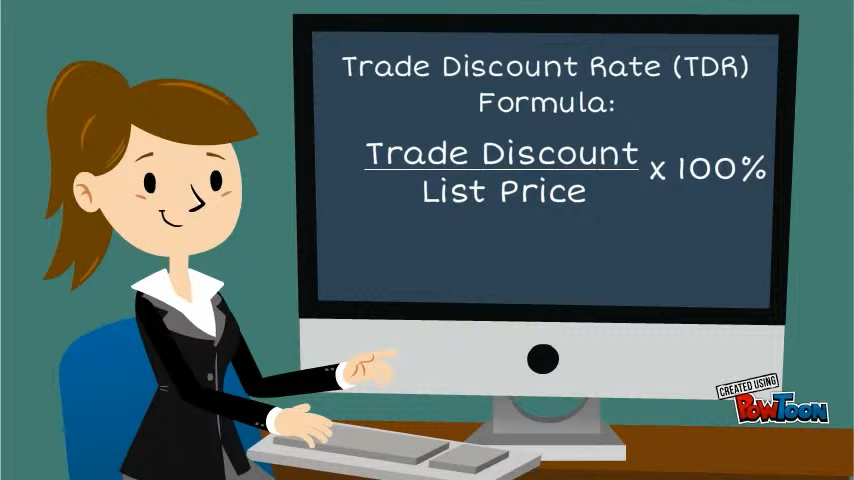 Trade Discount Rate (TDR)
Formula:
Trade Discount
List Price
x 100%
CREATED USING
POWTOON